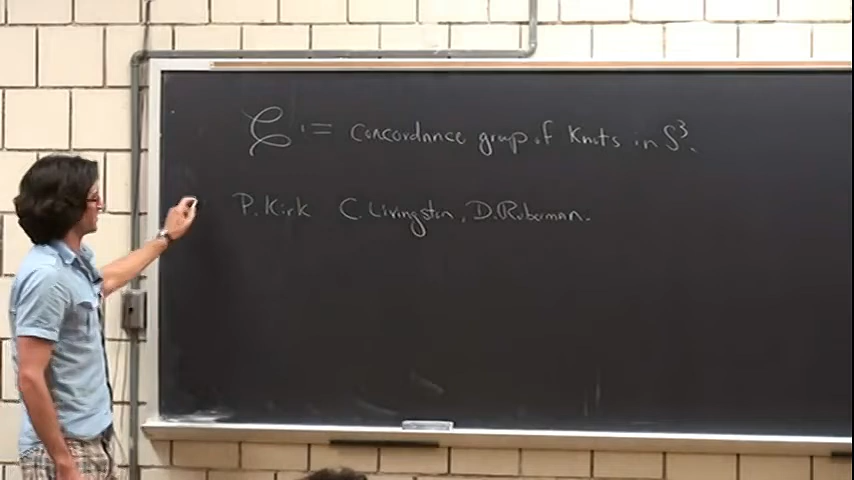 𝒞 := Concordance group of Knots in S³.
P. Kirk C. Livingston, D. Ruberman.